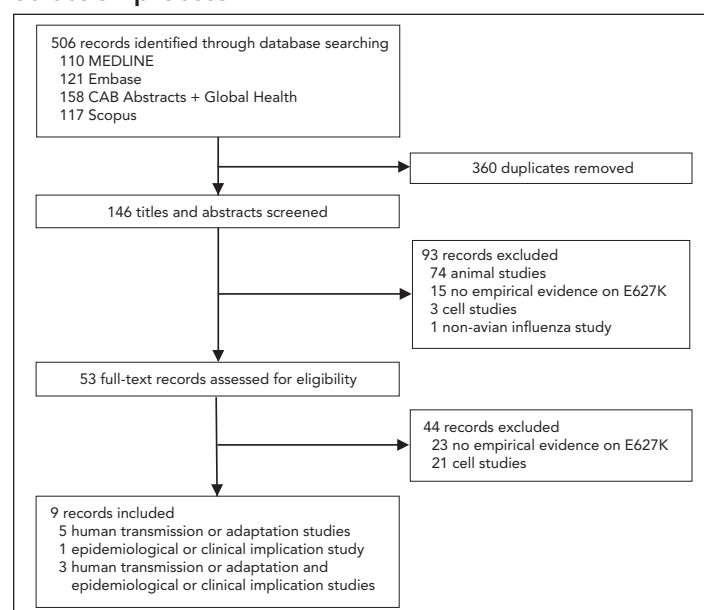 506 records identified through database searching
110 MEDLINE
121 Embase
158 CAB Abstracts + Global Health
117 Scopus
360 duplicates removed
146 titles and abstracts screened
93 records excluded
74 animal studies
15 no empirical evidence on E627K
3 cell studies
1 non-avian influenza study
53 full-text records assessed for eligibility
44 records excluded
23 no empirical evidence on E627K
21 cell studies
9 records included
5 human transmission or adaptation studies
1 epidemiological or clinical implication study
3 human transmission or adaptation and
epidemiological or clinical implication studies